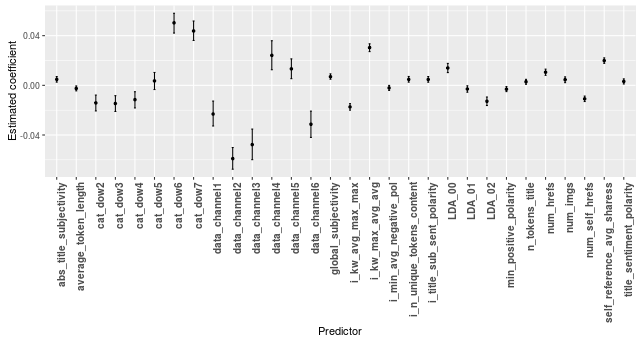 Estimated coefficient
0.04
0.00
-0.04
abs_title_subjectivity
average_token_length
cat_dow2
cat_dow3
cat_dow4
cat_dow5
cat_dow6
cat_dow7
data_channel1
data_channel2
data_channel3
data_channel4
data_channel5
data_channel6
global_subjectivity
i_kw_avg_max_max
i_kw_max_avg_avg
i_min_avg_negative_pol
i_n_unique_tokens_content
i_title_sub_sent_polarity
LDA_00
LDA_01
LDA_02
min_positive_polarity
n_tokens_title
num_hrefs
num_imgs
num_self_hrefs
self_reference_avg_sharess
title_sentiment_polarity
Predictor